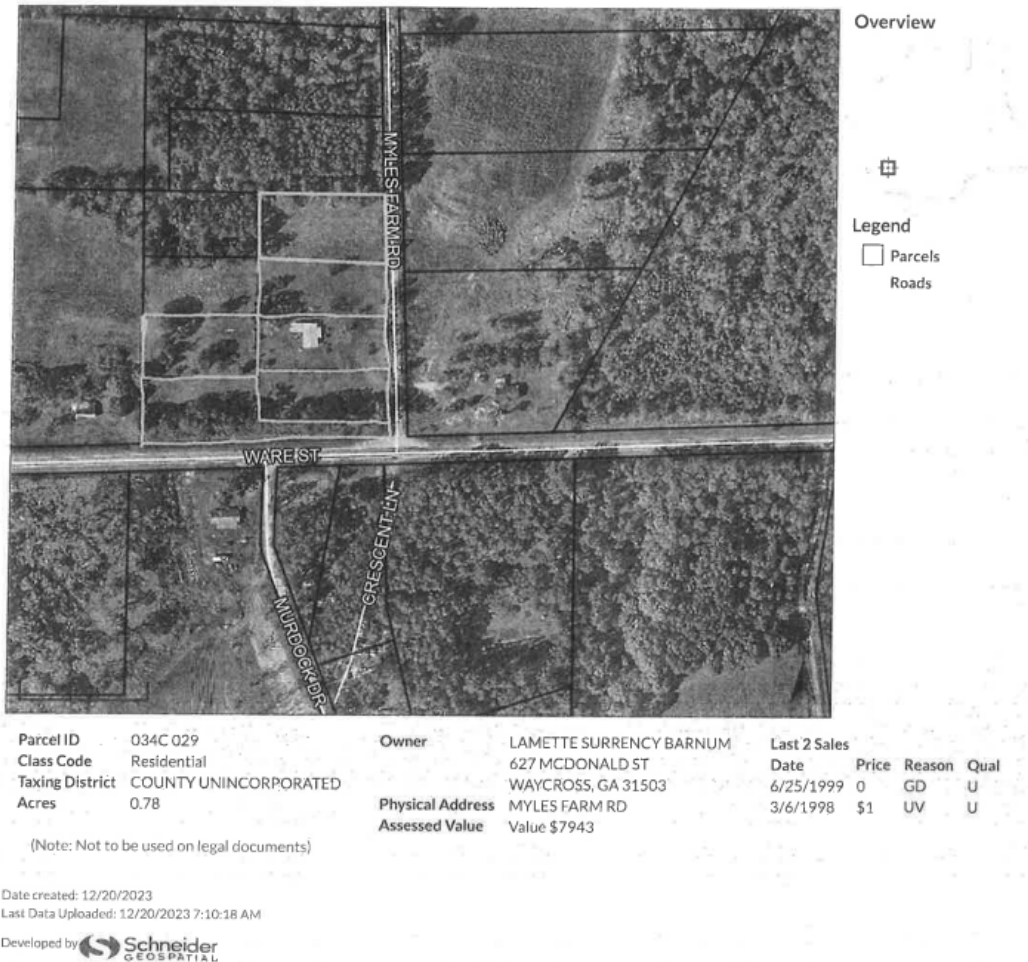 Overview
MYLES FARM RD
Legend
Parcels
Roads
WARE ST
CRESCENT LN
MURDOCK DR
Parcel ID 034C 029
Class Code Residential
Taxing District COUNTY UNINCORPORATED
Acres 0.78
(Note: Not to be used on legal documents)
Owner LAMETTE SURRENCY BARNUM
627 MCDONALD ST
WAYCROSS, GA 31503
Physical Address MYLES FARM RD
Assessed Value Value $7943
Last 2 Sales
Date Price Reason Qual
6/25/1999 0 GD U
3/6/1998 $1 UV U
Date created: 12/20/2023
Last Data Uploaded: 12/20/2023 7:10:18 AM
Developed by Schneider
GEOSPATIAL